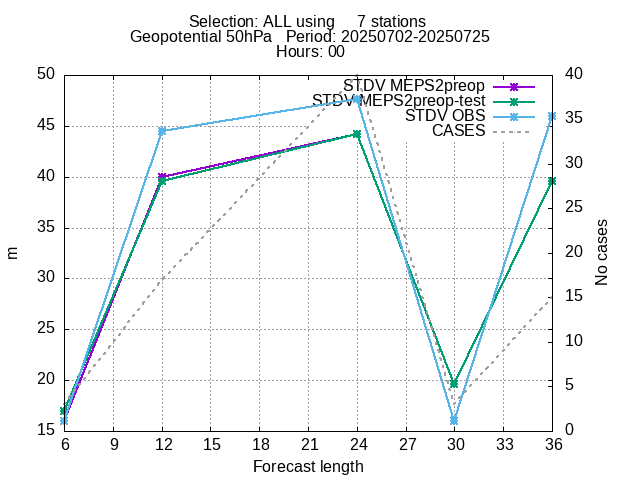 Selection: ALL using     7 stations
Geopotential 50hPa   Period: 20250702-20250725
Hours: 00
STDV MEPS2preop
STDV MEPS2preop-test
STDV OBS
CASES
50
45
40
35
30
25
20
15
m
40
35
30
25
20
15
10
5
0
No cases
6 9 12 15 18 21 24 27 30 33 36
Forecast length